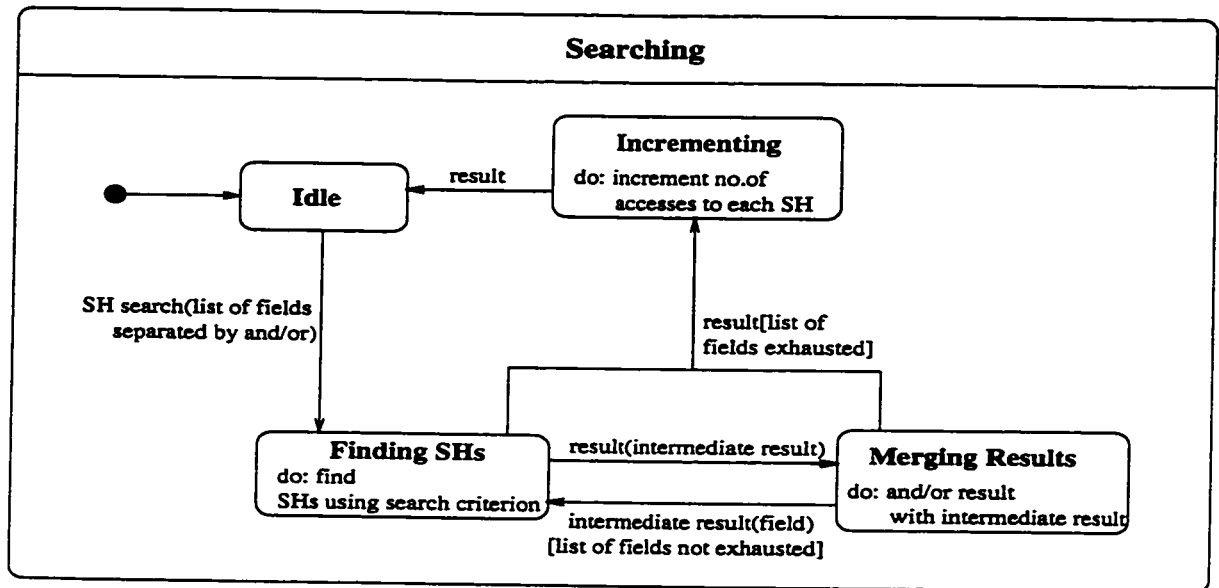 Searching
Incrementing
do: increment no.of
accesses to each SH
result
Idle
SH search(list of fields
separated by and/or)
result[list of
fields exhausted]
Finding SHs
do: find
SHs using search criterion
result(intermediate result)
Merging Results
do: and/or result
with intermediate result
intermediate result(field)
[list of fields not exhausted]